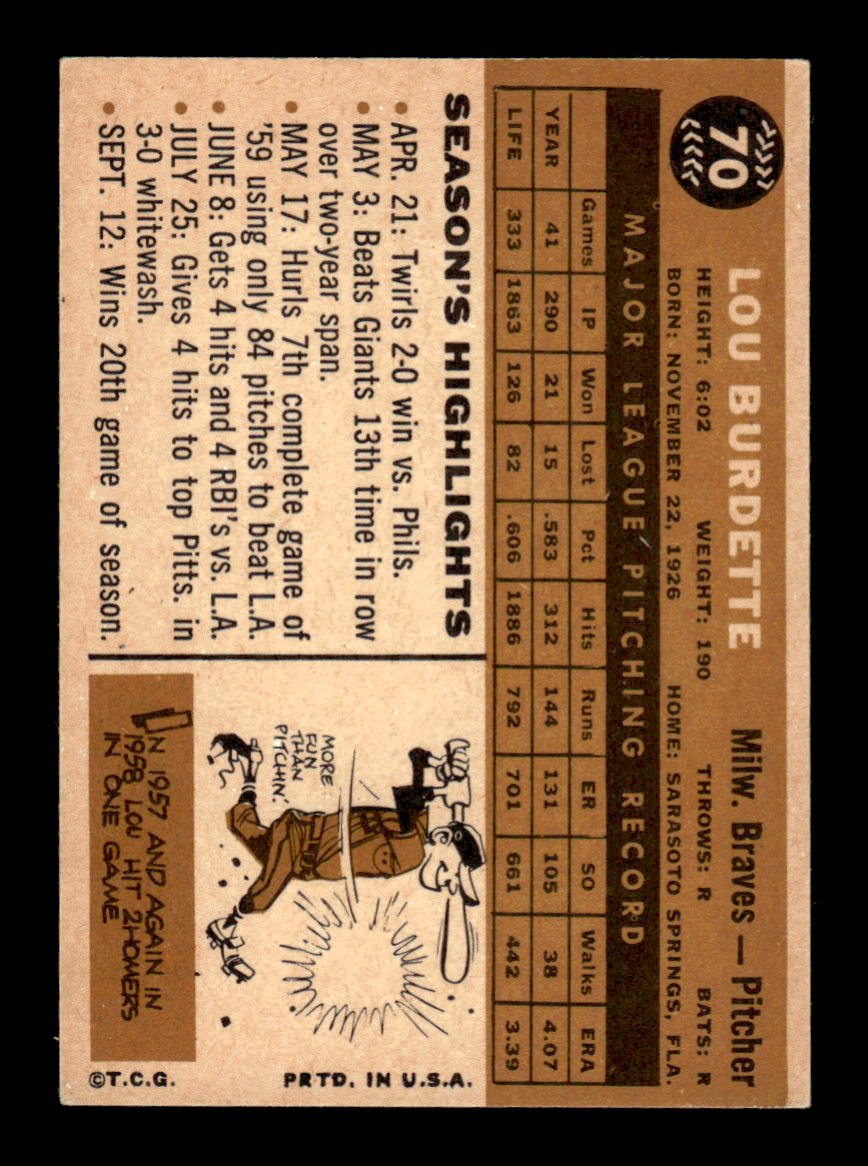 70
LOU BURDETTE Milw. Braves — Pitcher
HEIGHT: 6:02 WEIGHT: 190 THROWS: R BATS: R
BORN: NOVEMBER 22, 1926 HOME: SARASOTO SPRINGS, FLA.
MAJOR LEAGUE PITCHING RECORD
Games IP Won Lost Pct Hits Runs ER SO Walks ERA
YEAR 41 290 21 15 .583 312 144 131 105 38 4.07
LIFE 333 1863 126 82 .606 1886 792 701 661 442 3.39
SEASON'S HIGHLIGHTS
• APR. 21: Twirls 2-0 win vs. Phils.
• MAY 3: Beats Giants 13th time in row
over two-year span.
• MAY 17: Hurls 7th complete game of
'59 using only 84 pitches to beat L.A.
• JUNE 8: Gets 4 hits and 4 RBI's vs. L.A.
• JULY 25: Gives 4 hits to top Pitts. in
3-0 whitewash.
• SEPT. 12: Wins 20th game of season.
MORE
FUN
THAN
PITCHIN'.
IN 1957 AND AGAIN IN
1958, LOU HIT 2 HOMERS
IN ONE GAME
©T.C.G. PRTD. IN U.S.A.